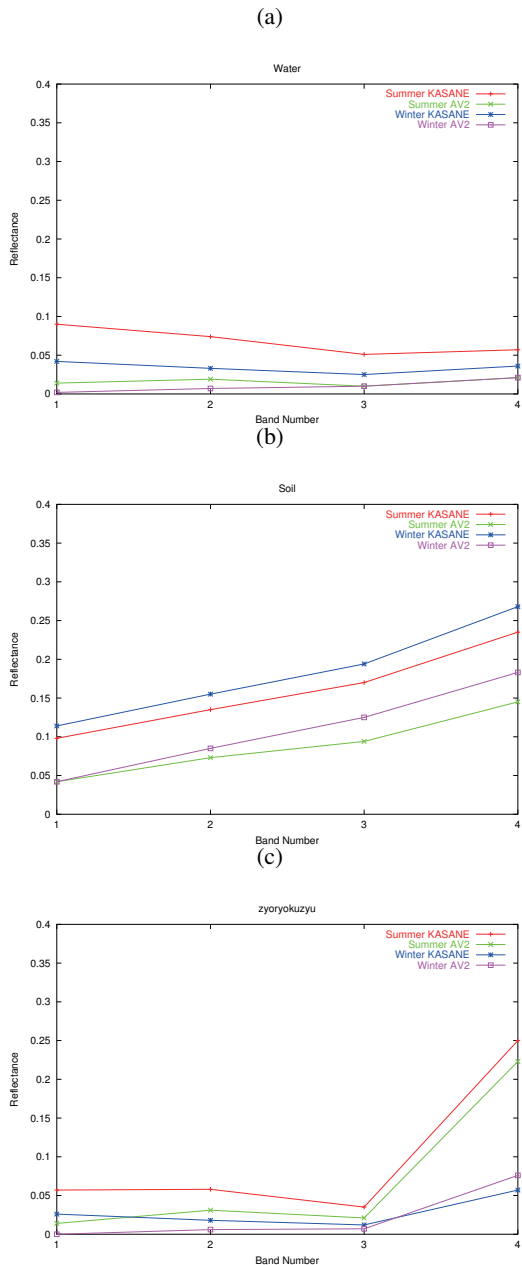 (a)
Water
Summer KASANE
Summer AV2
Winter KASANE
Winter AV2
0.4
0.35
0.3
0.25
0.2
0.15
0.1
0.05
0
Reflectance
1
2
3
4
Band Number
(b)
Soil
Summer KASANE
Summer AV2
Winter KASANE
Winter AV2
0.4
0.35
0.3
0.25
0.2
0.15
0.1
0.05
0
Reflectance
1
2
3
4
Band Number
(c)
zyoryokuzyu
Summer KASANE
Summer AV2
Winter KASANE
Winter AV2
0.4
0.35
0.3
0.25
0.2
0.15
0.1
0.05
0
Reflectance
1
2
3
4
Band Number